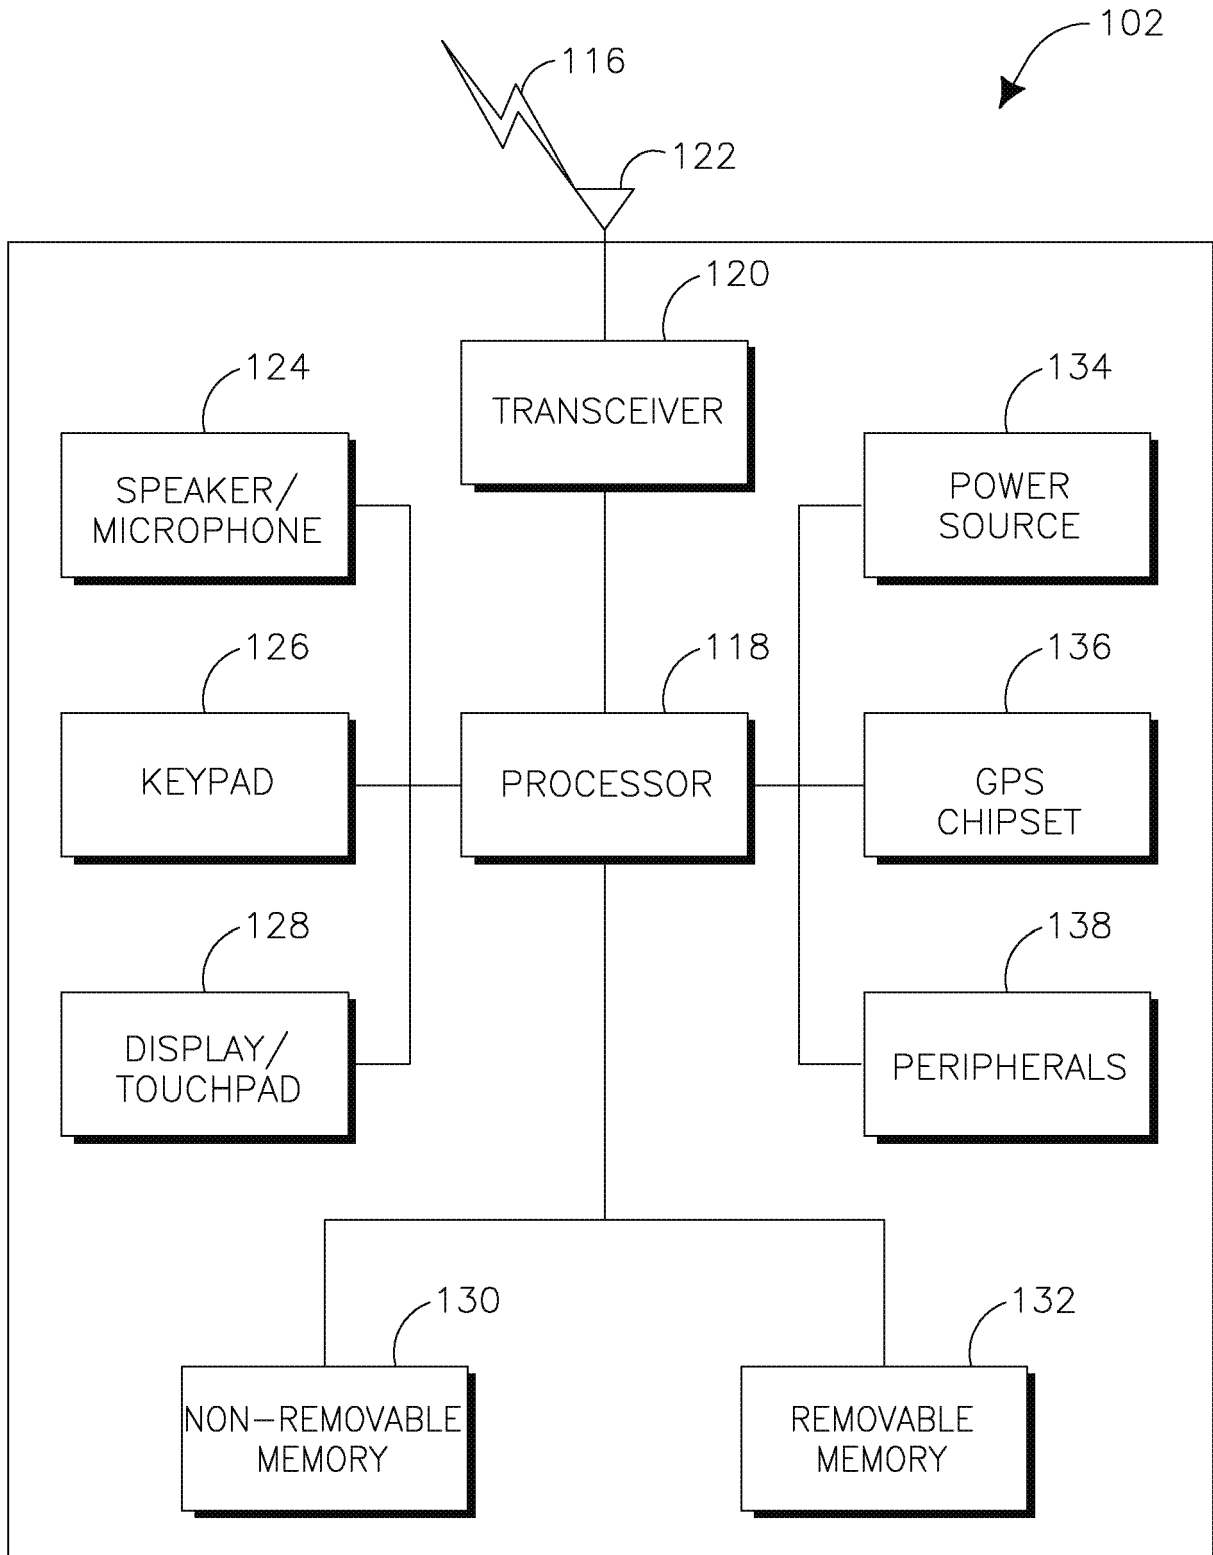 102
116
122
120
TRANSCEIVER
124
SPEAKER/
MICROPHONE
134
POWER
SOURCE
126
KEYPAD
118
PROCESSOR
136
GPS
CHIPSET
128
DISPLAY/
TOUCHPAD
138
PERIPHERALS
130
NON-REMOVABLE
MEMORY
132
REMOVABLE
MEMORY